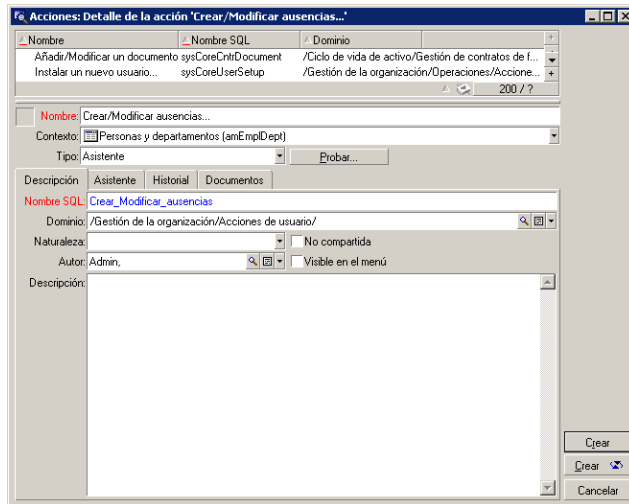 Acciones: Detalle de la acción 'Crear/Modificar ausencias...'
Nombre Nombre SQL Dominio
Añadir/Modificar un documento sysCoreCntrDocument /Ciclo de vida de activo/Gestión de contratos de f...
Instalar un nuevo usuario... sysCoreUserSetup /Gestión de la organización/Operaciones/Accione...
200 / ?
Nombre: Crear/Modificar ausencias...
Contexto: Personas y departamentos (amEmplDept)
Tipo: Asistente Probar...
Descripción Asistente Historial Documentos
Nombre SQL: Crear_Modificar_ausencias
Dominio: /Gestión de la organización/Acciones de usuario/
Naturaleza: No compartida
Autor: Admin, Visible en el menú
Descripción:
Crear
Crear
Cancelar